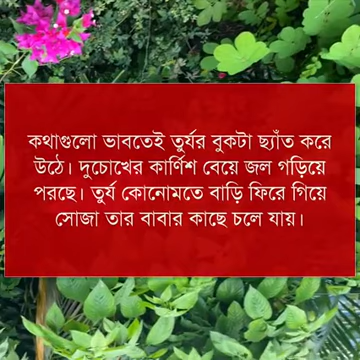 কথাগুলো ভাবতেই তুর্যর বুকটা ছ্যাঁত করে
উঠে। দুচোখের কার্ণিশ বেয়ে জল গড়িয়ে
পরছে। তুর্য কোনোমতে বাড়ি ফিরে গিয়ে
সোজা তার বাবার কাছে চলে যায়।